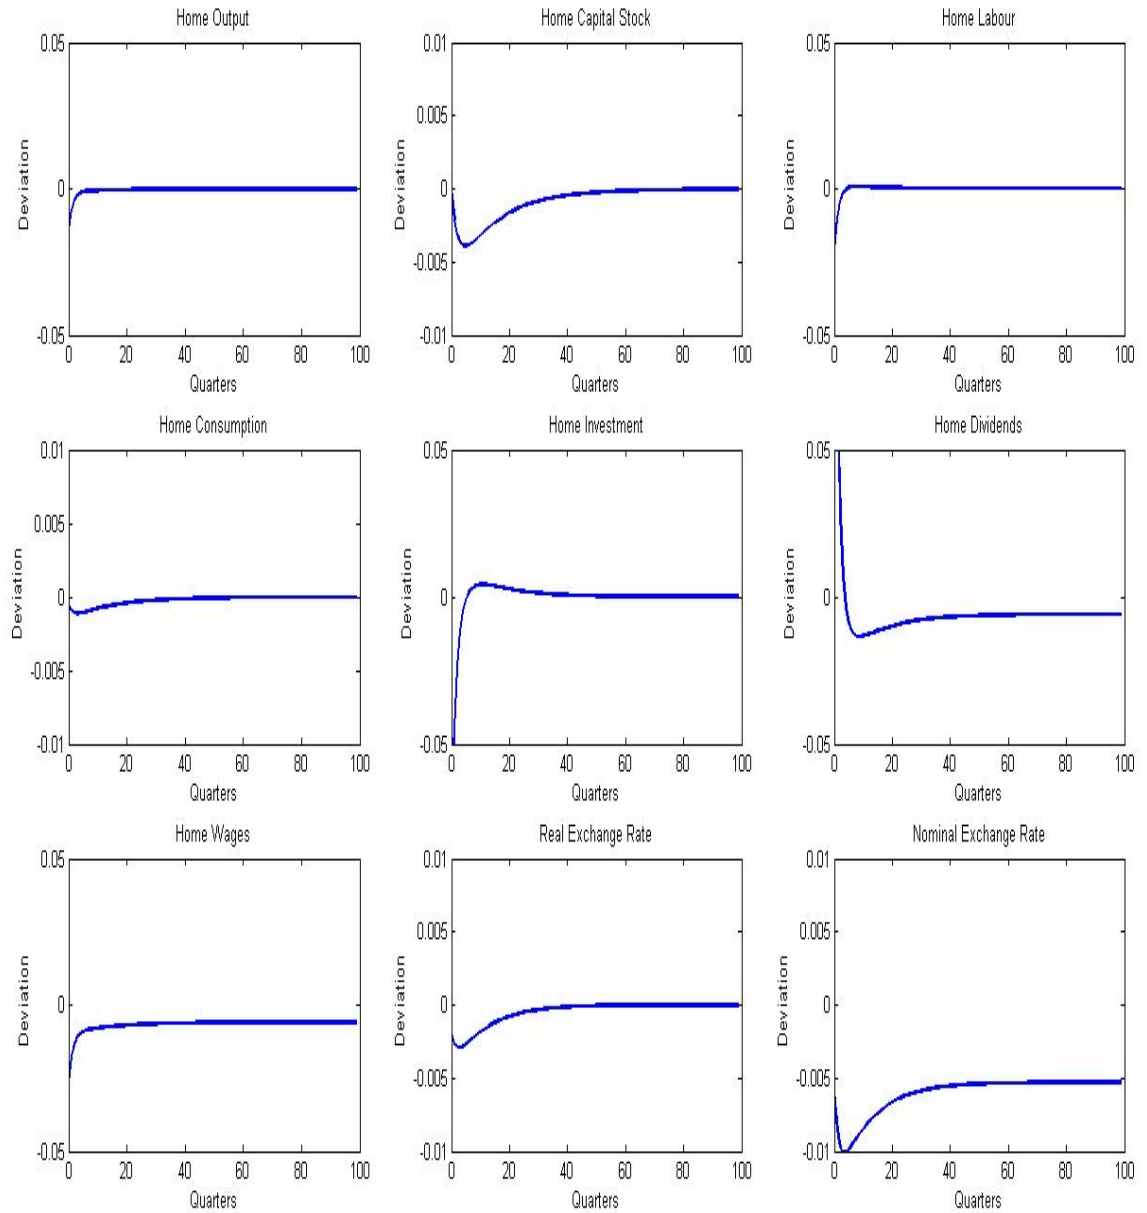 Home Output
0.05
0
-0.05
Deviation
0 20 40 60 80 100
Quarters
Home Capital Stock
0.01
0.005
0
-0.005
-0.01
Deviation
0 20 40 60 80 100
Quarters
Home Labour
0.05
0
-0.05
Deviation
0 20 40 60 80 100
Quarters
Home Consumption
0.01
0.005
0
-0.005
-0.01
Deviation
0 20 40 60 80 100
Quarters
Home Investment
0.05
0
-0.05
Deviation
0 20 40 60 80 100
Quarters
Home Dividends
0.05
0
-0.05
Deviation
0 20 40 60 80 100
Quarters
Home Wages
0.05
0
-0.05
Deviation
0 20 40 60 80 100
Quarters
Real Exchange Rate
0.01
0.005
0
-0.005
-0.01
Deviation
0 20 40 60 80 100
Quarters
Nominal Exchange Rate
0.01
0.005
0
-0.005
-0.01
Deviation
0 20 40 60 80 100
Quarters